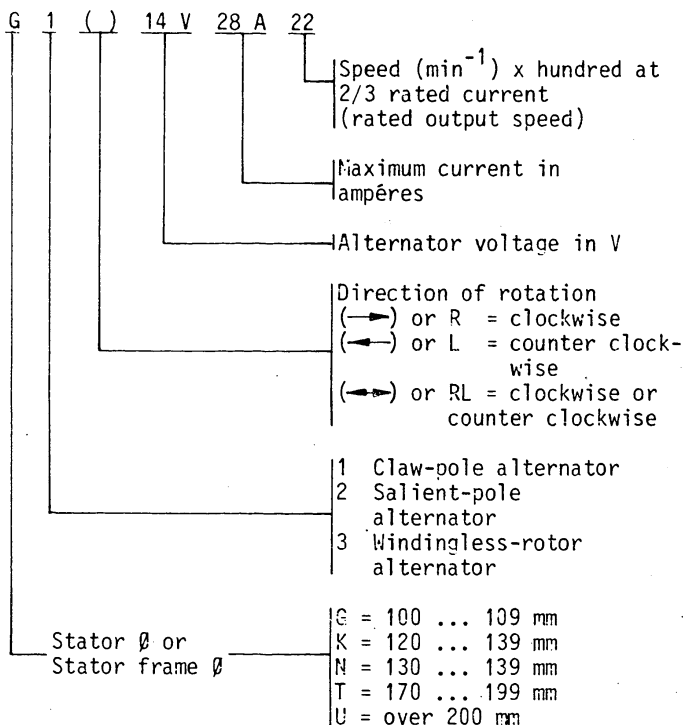 G 1 ( ) 14 V 28 A 22
Speed (min⁻¹) x hundred at
2/3 rated current
(rated output speed)
Maximum current in
ampéres
Alternator voltage in V
Direction of rotation
(→) or R = clockwise
(←) or L = counter clock-
wise
(↔) or RL = clockwise or
counter clockwise
1 Claw-pole alternator
2 Salient-pole
alternator
3 Windingless-rotor
alternator
Stator Ø or
Stator frame Ø
G = 100 ... 109 mm
K = 120 ... 139 mm
N = 130 ... 139 mm
T = 170 ... 199 mm
U = over 200 mm